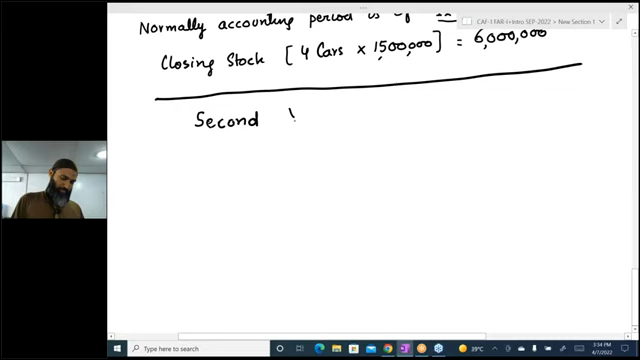 CAF-1 FAR-I+Intro SEP-2022 > New Section 1
Normally accounting period is of
Closing Stock [ 4 Cars × 1500,000 ] = 6,000,000
Second
Type here to search
39°C
3:54 PM
4/7/2022